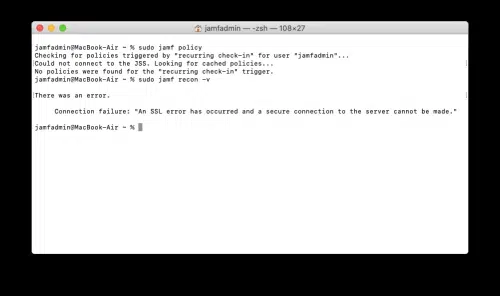 jamfadmin — -zsh — 108×27
jamfadmin@MacBook-Air ~ % sudo jamf policy
Checking for policies triggered by "recurring check-in" for user "jamfadmin"...
Could not connect to the JSS. Looking for cached policies...
No policies were found for the "recurring check-in" trigger.
jamfadmin@MacBook-Air ~ % sudo jamf recon -v
There was an error.
Connection failure: "An SSL error has occurred and a secure connection to the server cannot be made."
jamfadmin@MacBook-Air ~ %